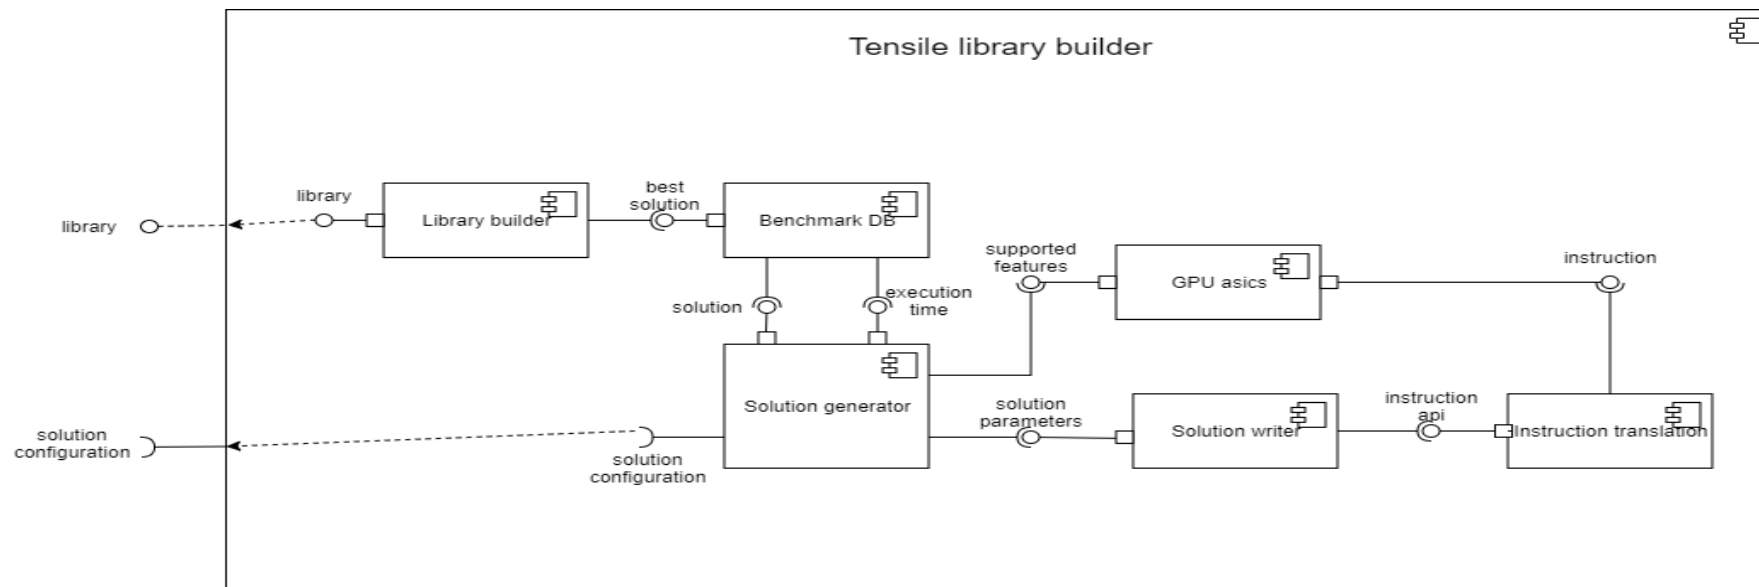 Tensile library builder
library
library
Library builder
best
solution
Benchmark DB
supported
features
GPU asics
instruction
solution
execution
time
Solution generator
solution
parameters
Solution writer
instruction
api
Instruction translation
solution
configuration
solution
configuration